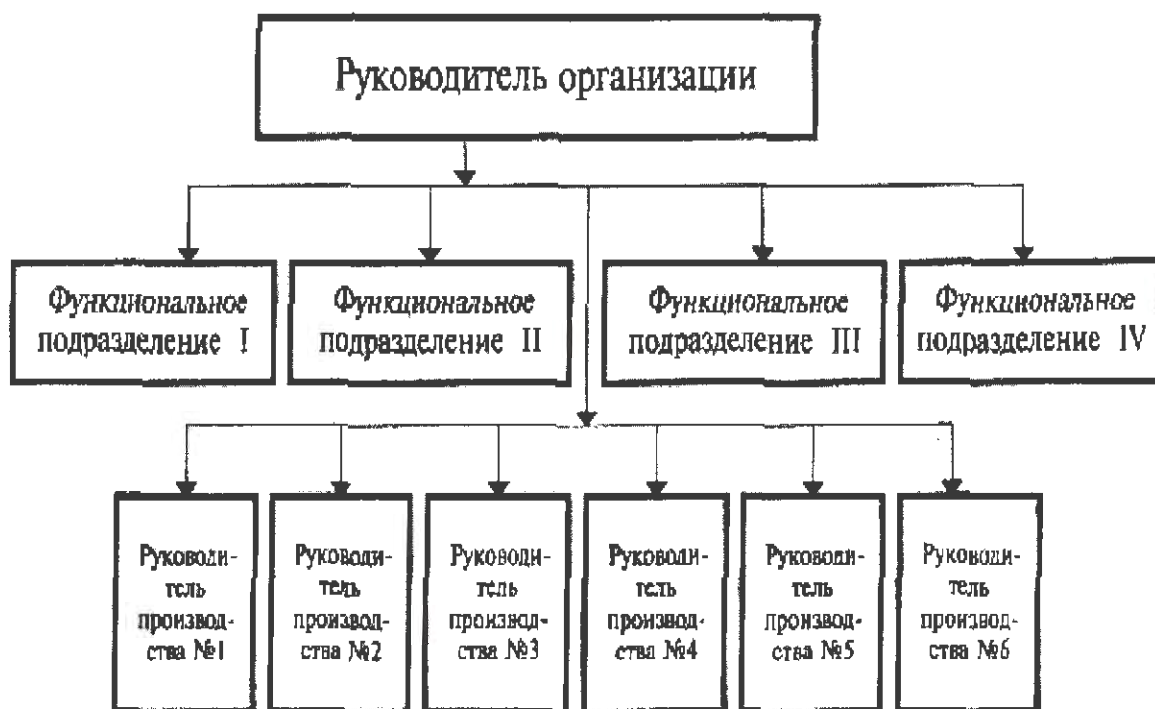 Руководитель организации
Функциональное
подразделение I
Функциональное
подразделение II
Функциональное
подразделение III
Функциональное
подразделение IV
Руководи-
тель
производ-
ства №1
Руководи-
тель
производ-
ства №2
Руководи-
тель
производ-
ства №3
Руководи-
тель
производ-
ства №4
Руководи-
тель
производ-
ства №5
Руководи-
тель
производ-
ства №6